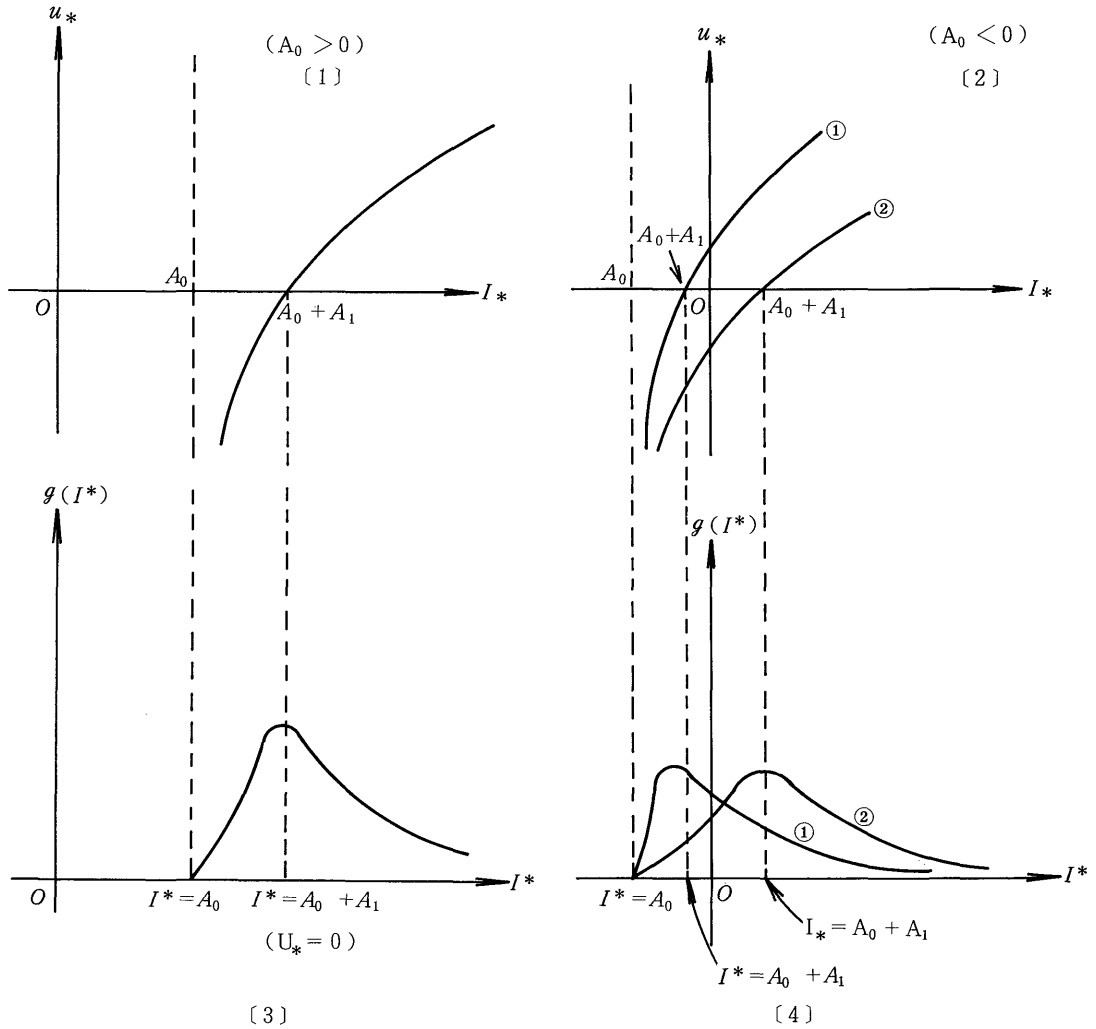 u*
(A₀ > 0)
〔1〕
A₀
O
A₀ + A₁
I*
(A₀ < 0)
u*
〔2〕
①
②
A₀+A₁
A₀
O
A₀ + A₁
I*
g(I*)
O
I*=A₀
I*=A₀ +A₁
I*
(U*=0)
〔3〕
g(I*)
①
②
I*
I*=A₀
O
I*=A₀+A₁
I*=A₀ +A₁
〔4〕